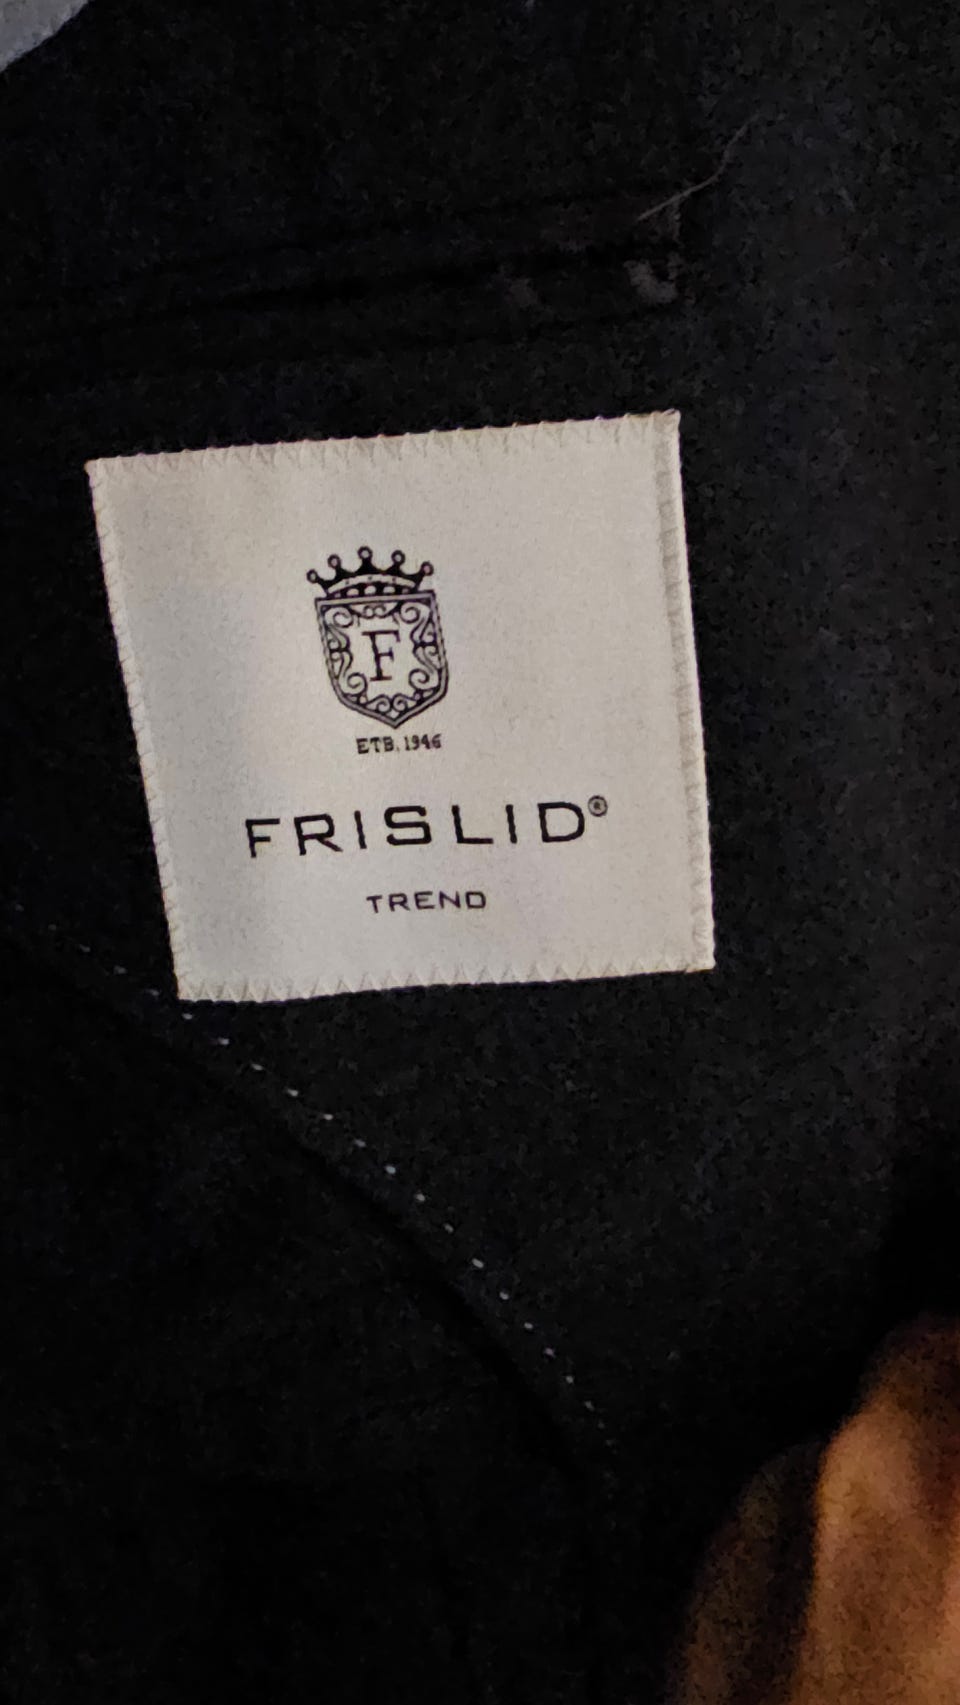 F
ETB. 1946
FRISLID®
TREND